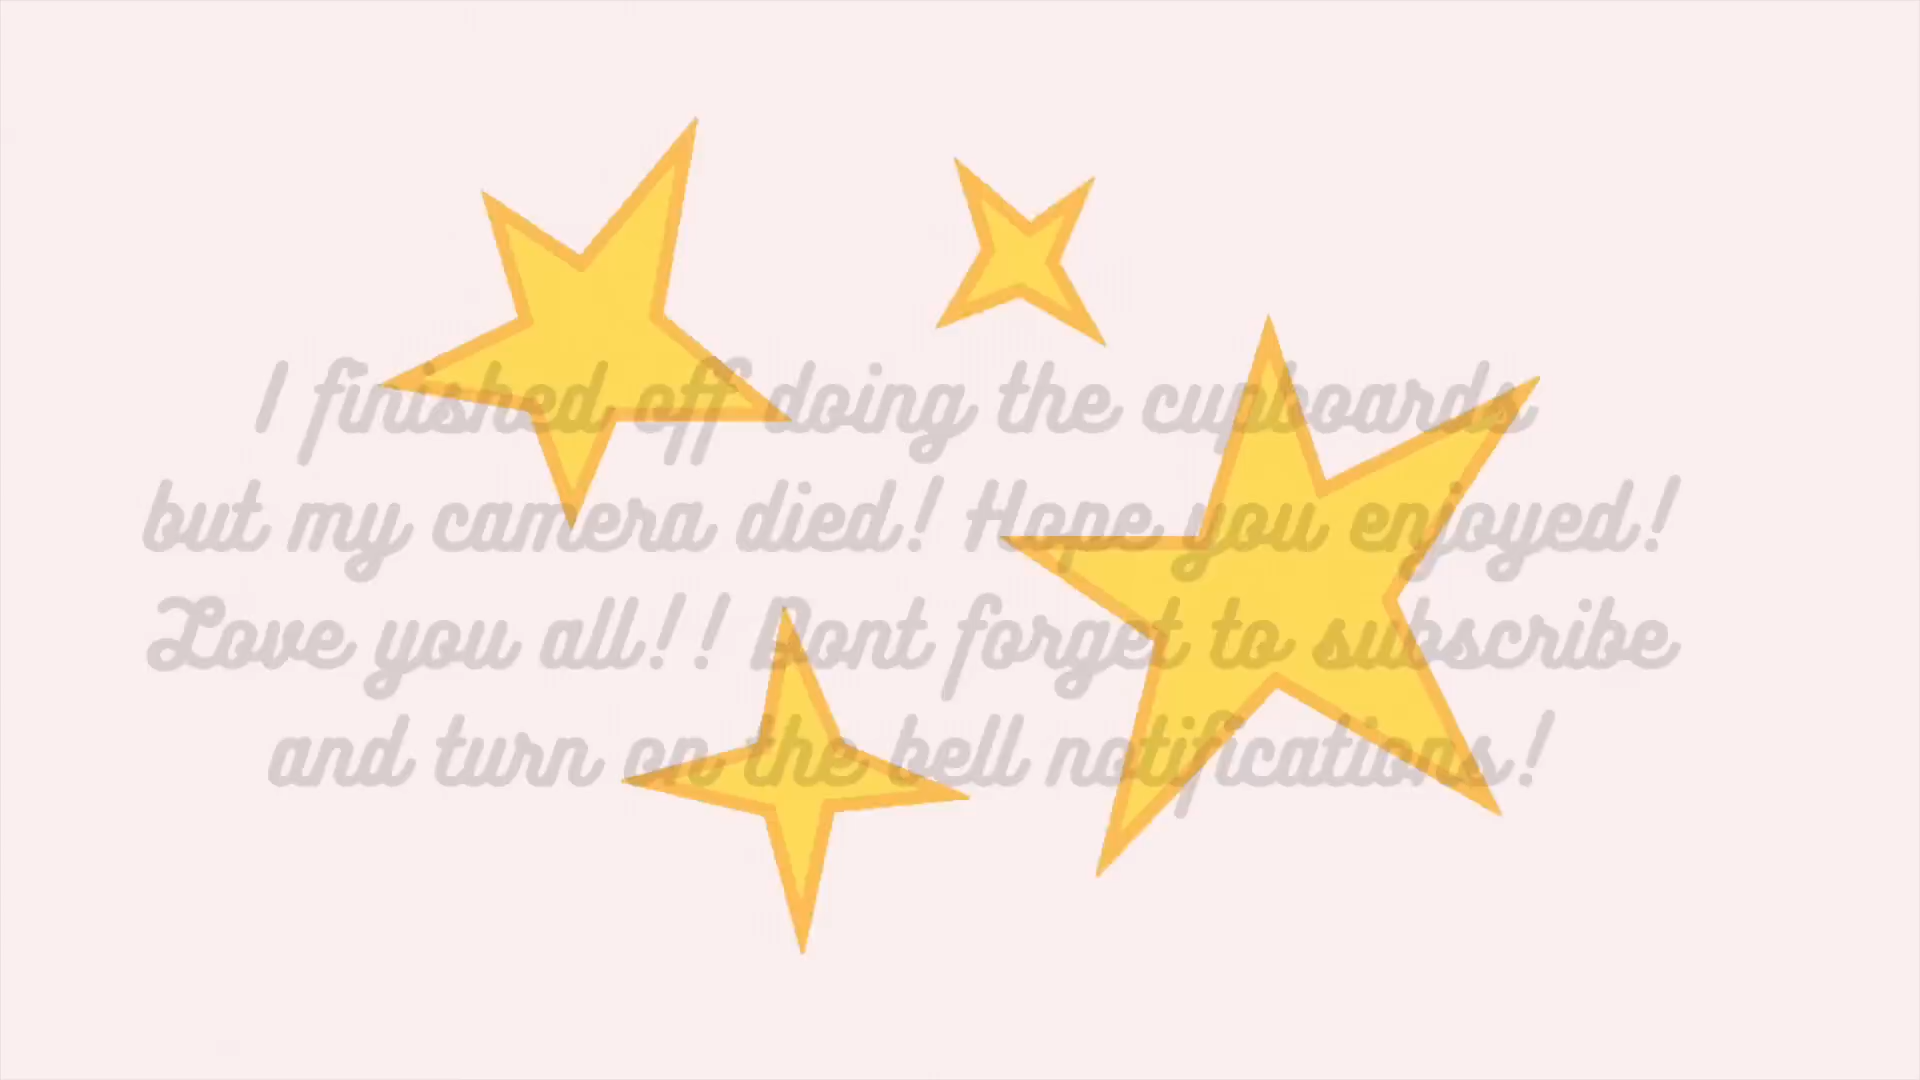 I finished off doing the cupboards
but my camera died! Hope you enjoyed!
Love you all!! Dont forget to subscribe
and turn on the bell notifications!